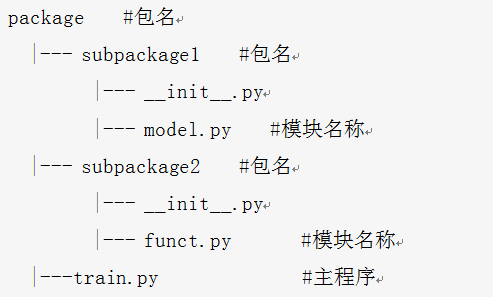 package #包名
|--- subpackage1 #包名
|--- __init__.py
|--- model.py #模块名称
|--- subpackage2 #包名
|--- __init__.py
|--- funct.py #模块名称
|---train.py #主程序